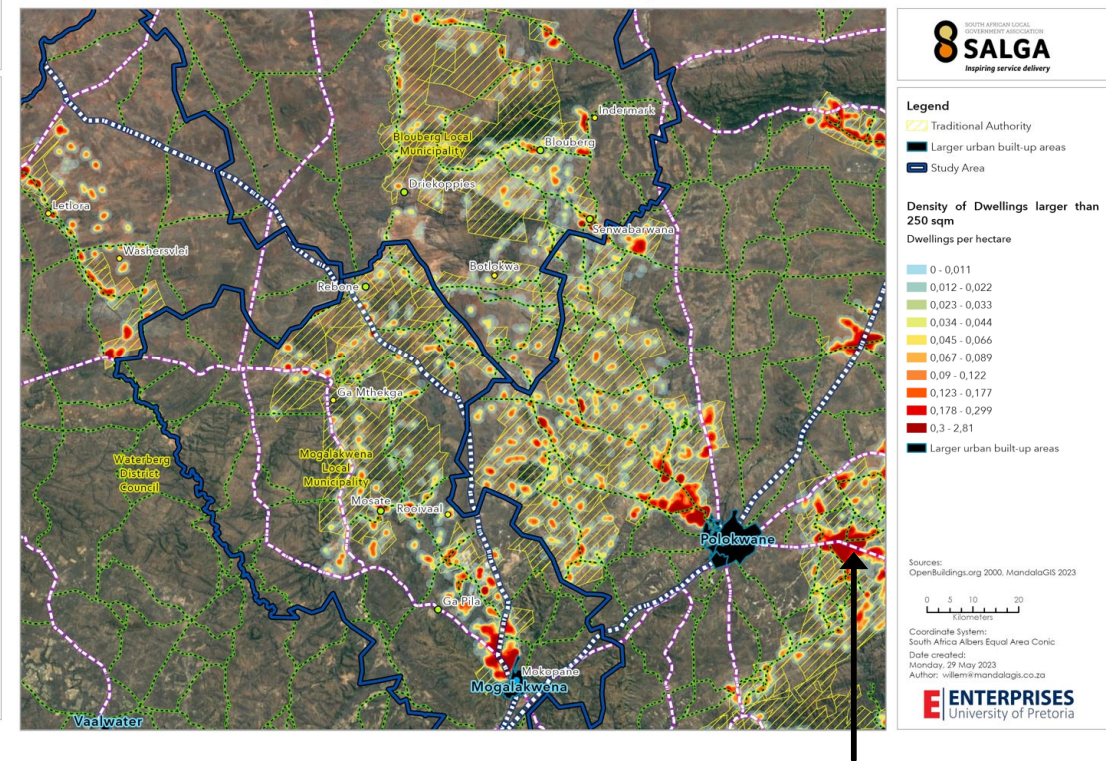 Indermark
Blouberg Local
Municipality
Blouberg
Driekoppies
Letlora
Senwabarwana
Washersvlei
Botlokwa
Rebone
Ga Mthekga
Waterberg
District
Council
Mogalakwena
Local
Municipality
Mosate
Rooivaal
Polokwane
Ga Pila
Mokopane
Mogalakwena
Vaalwater
SOUTH AFRICAN LOCAL
GOVERNMENT ASSOCIATION
SALGA
Inspiring service delivery
Legend
Traditional Authority
Larger urban built-up areas
Study Area
Density of Dwellings larger than
250 sqm
Dwellings per hectare
0 - 0,011
0,012 - 0,022
0,023 - 0,033
0,034 - 0,044
0,045 - 0,066
0,067 - 0,089
0,09 - 0,122
0,123 - 0,177
0,178 - 0,299
0,3 - 2,81
Larger urban built-up areas
Sources:
OpenBuildings.org 2000, MandalaGIS 2023
0 5 10 20
Kilometers
Coordinate System:
South Africa Albers Equal Area Conic
Date created:
Monday, 29 May 2023
Author: willem@mandalagis.co.za
E ENTERPRISES
University of Pretoria